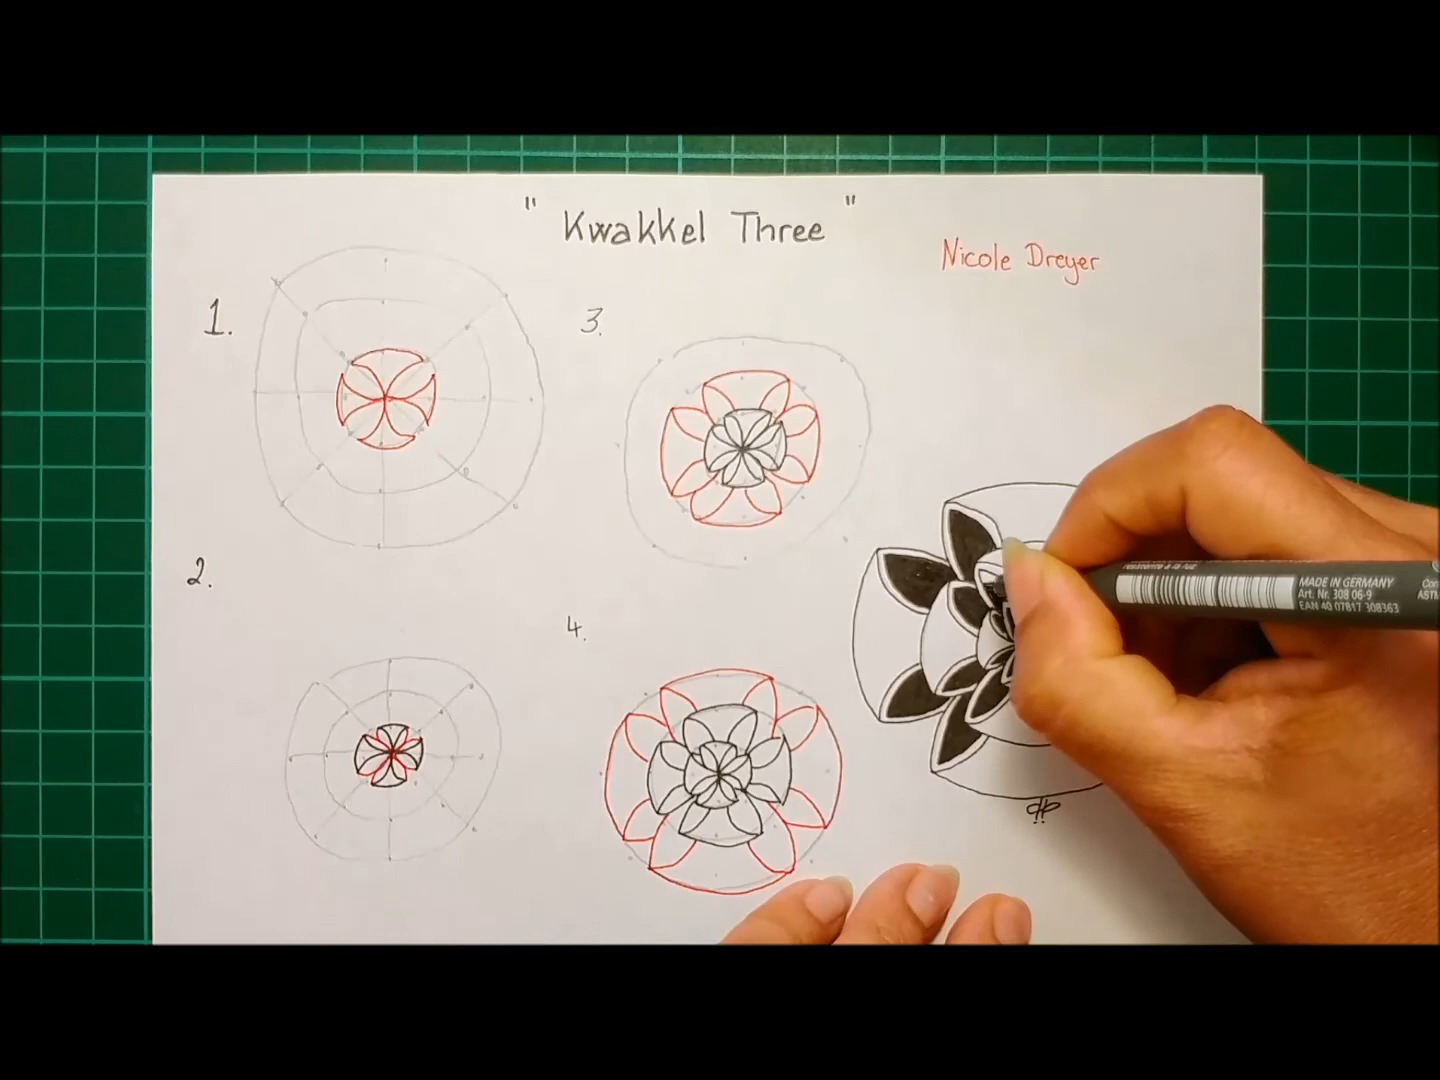 " Kwakkel Three "
Nicole Dreyer
1.
3.
2.
4.
MADE IN GERMANY
Art. Nr. 308 06-9
EAN 40 07817 308363